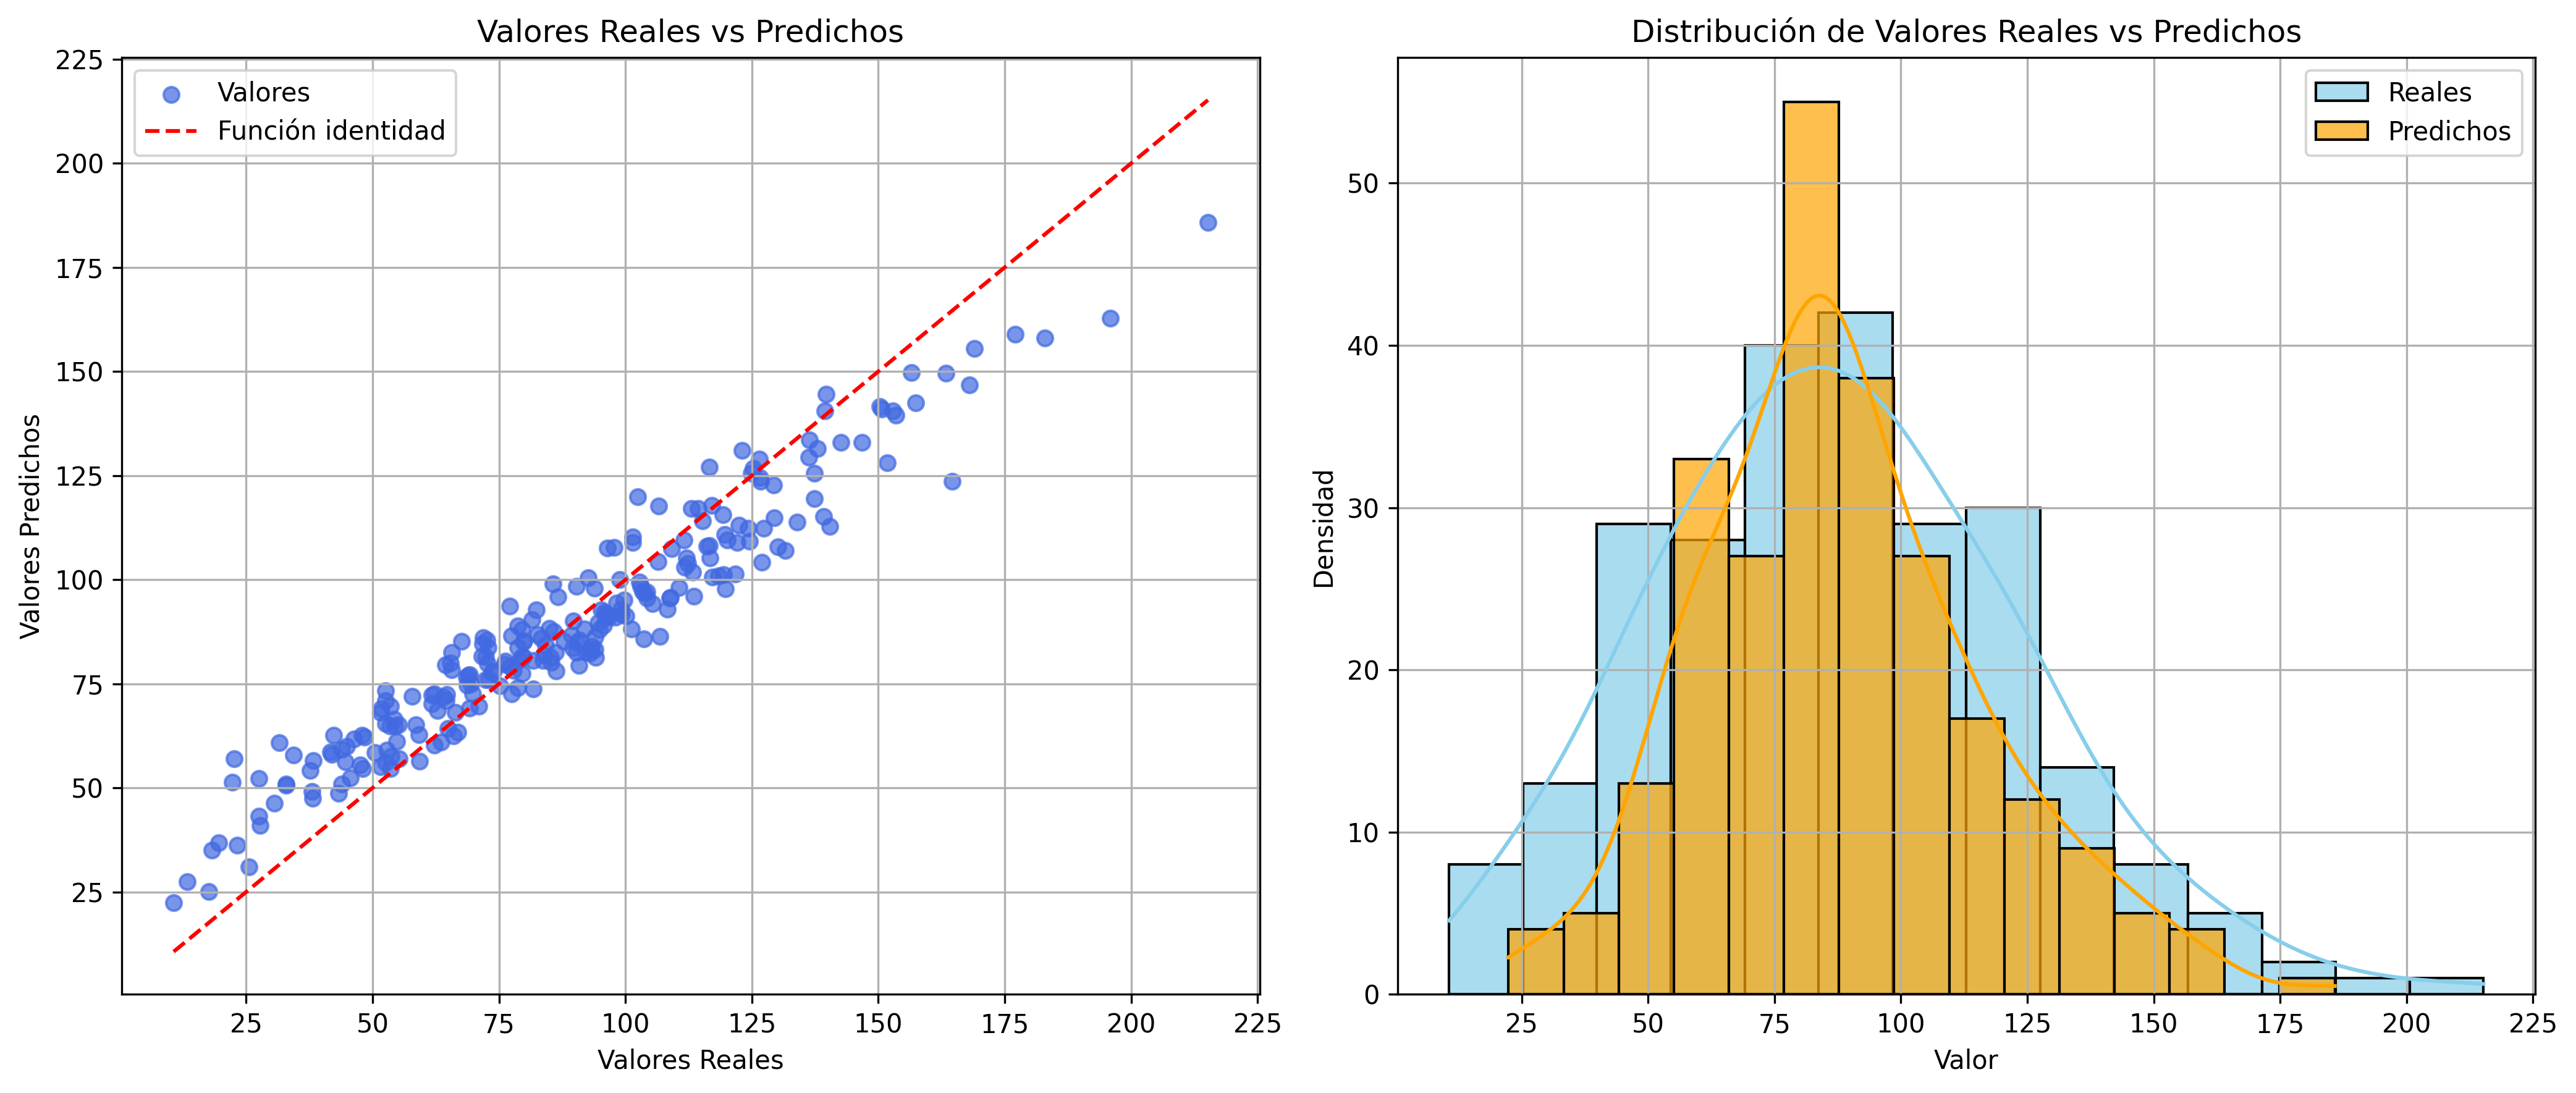 Valores Reales vs Predichos
Valores
Función identidad
225
200
175
150
125
100
75
50
25
Valores Predichos
25 50 75 100 125 150 175 200 225
Valores Reales
Distribución de Valores Reales vs Predichos
Reales
Predichos
50
40
30
20
10
0
Densidad
25 50 75 100 125 150 175 200 225
Valor